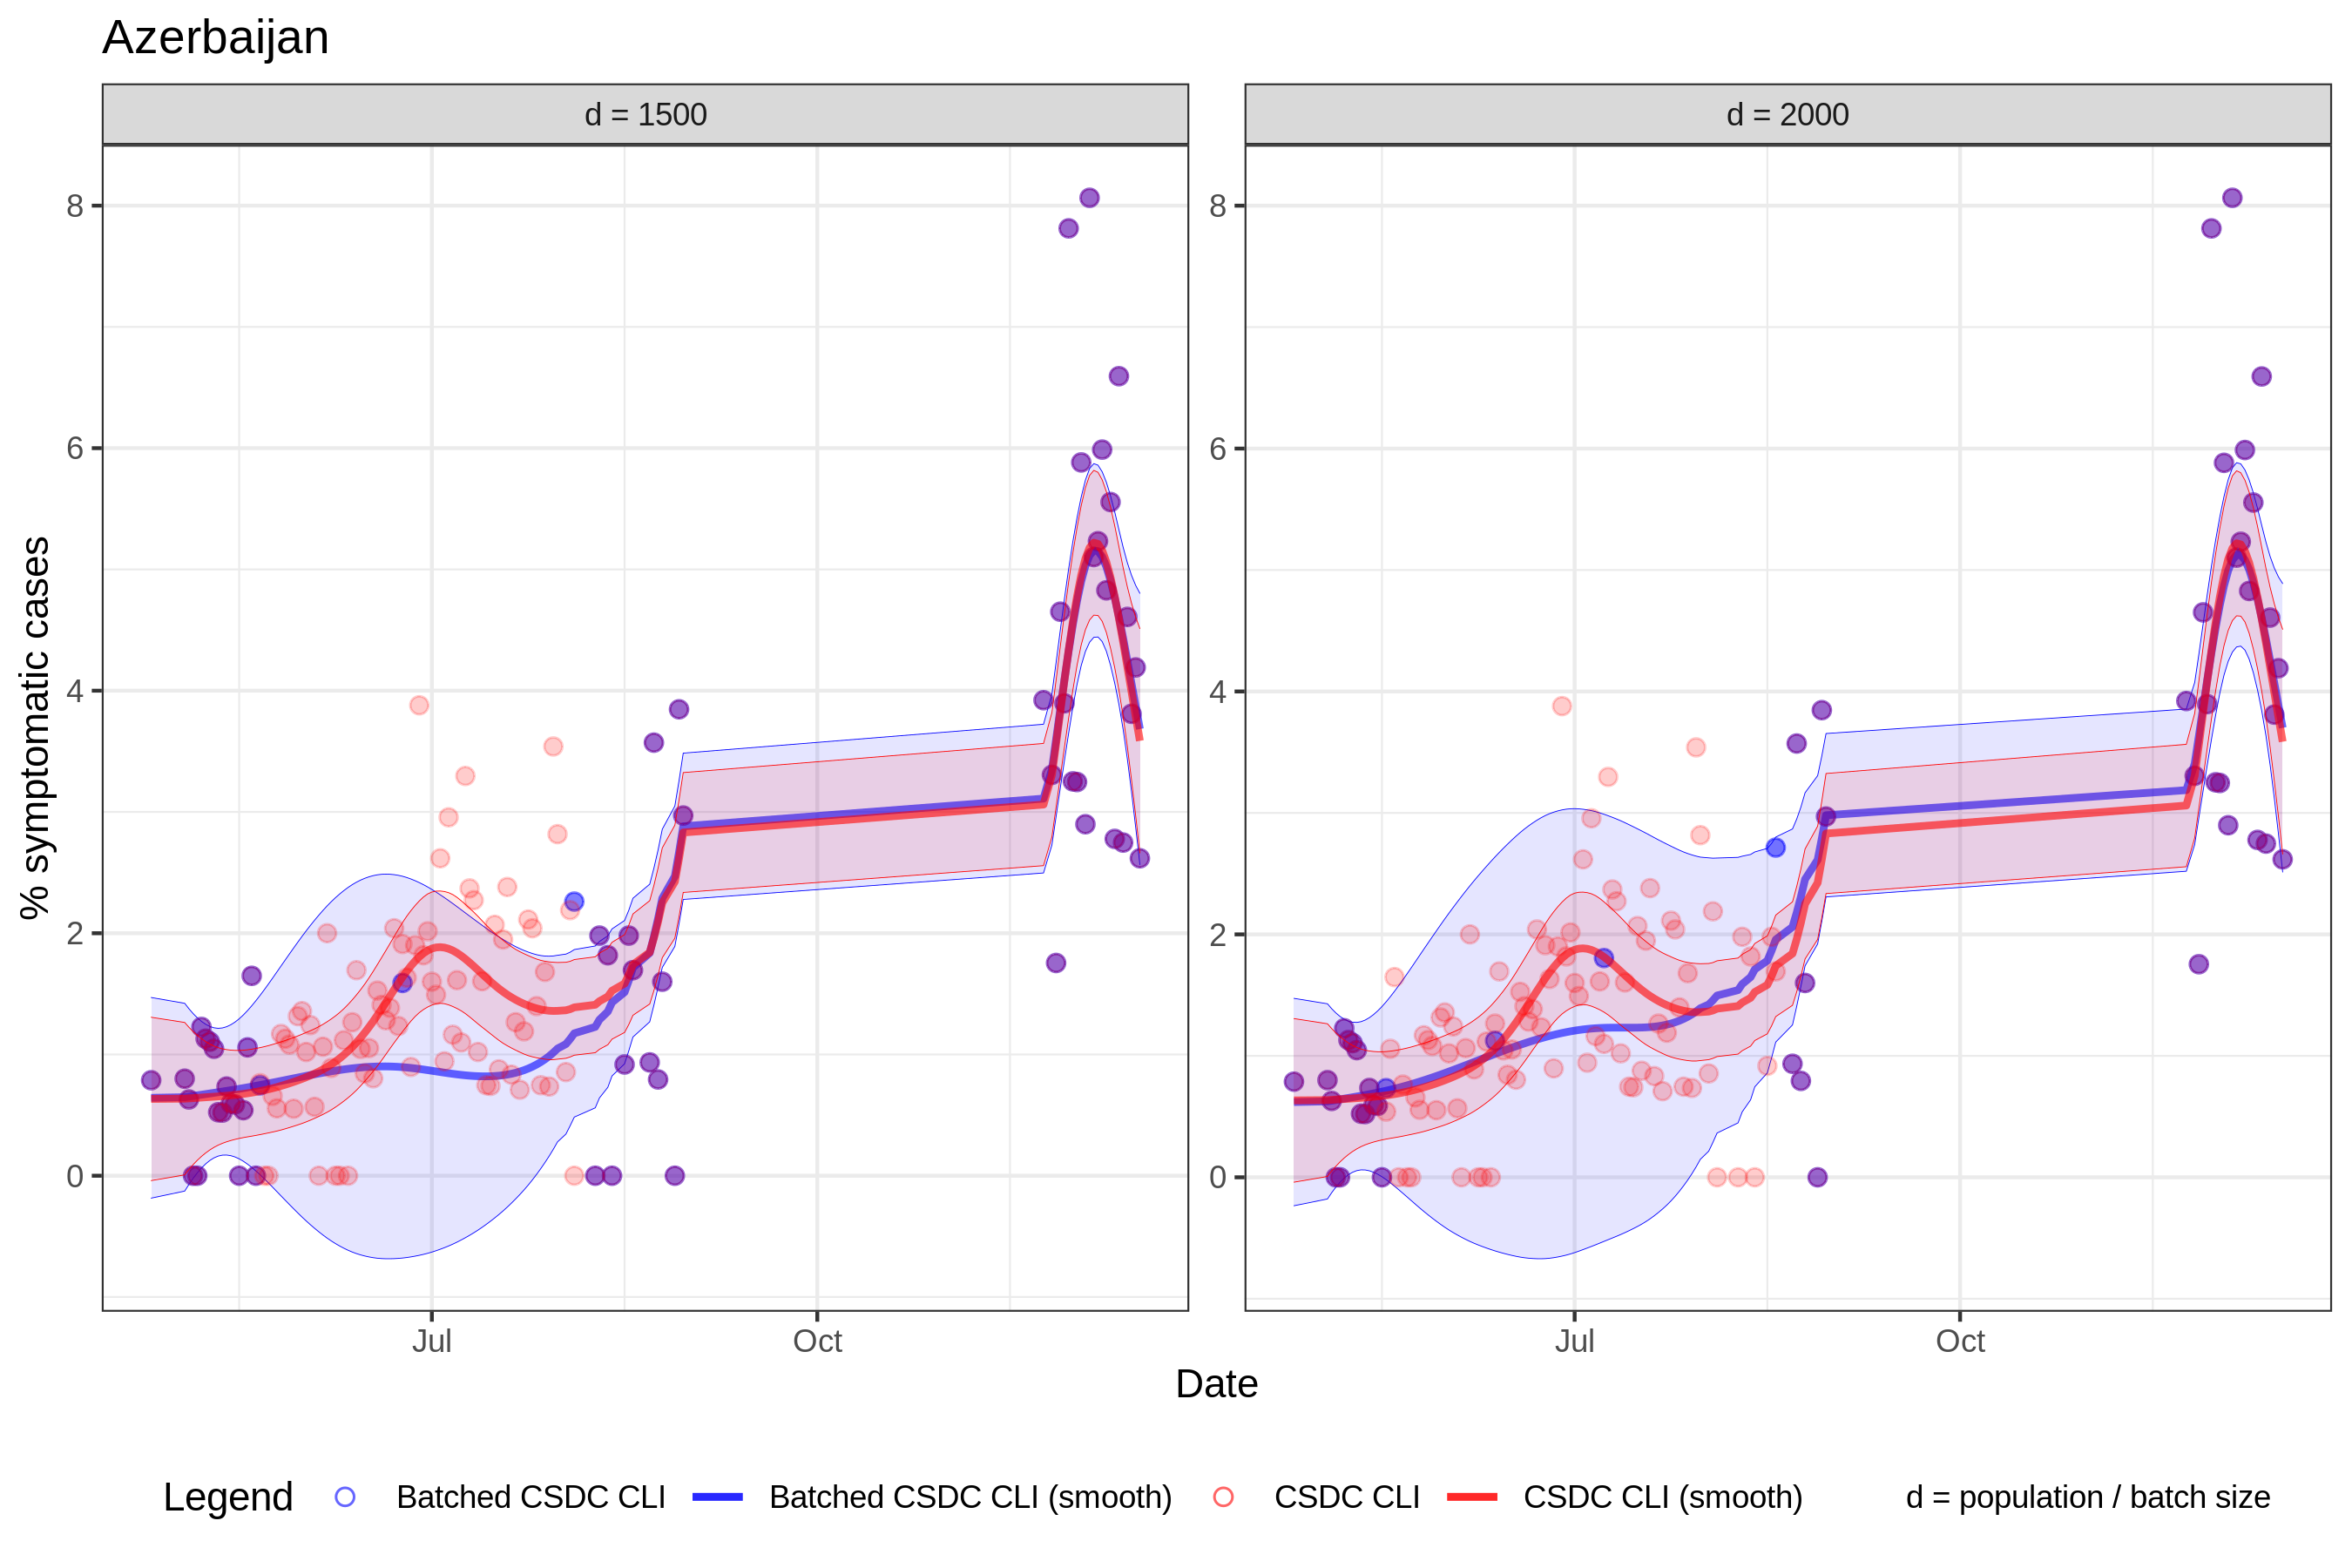 Azerbaijan
d = 1500
d = 2000
% symptomatic cases
8
6
4
2
0
8
6
4
2
0
Jul
Oct
Jul
Oct
Date
Legend
Batched CSDC CLI
Batched CSDC CLI (smooth)
CSDC CLI
CSDC CLI (smooth)
d = population / batch size